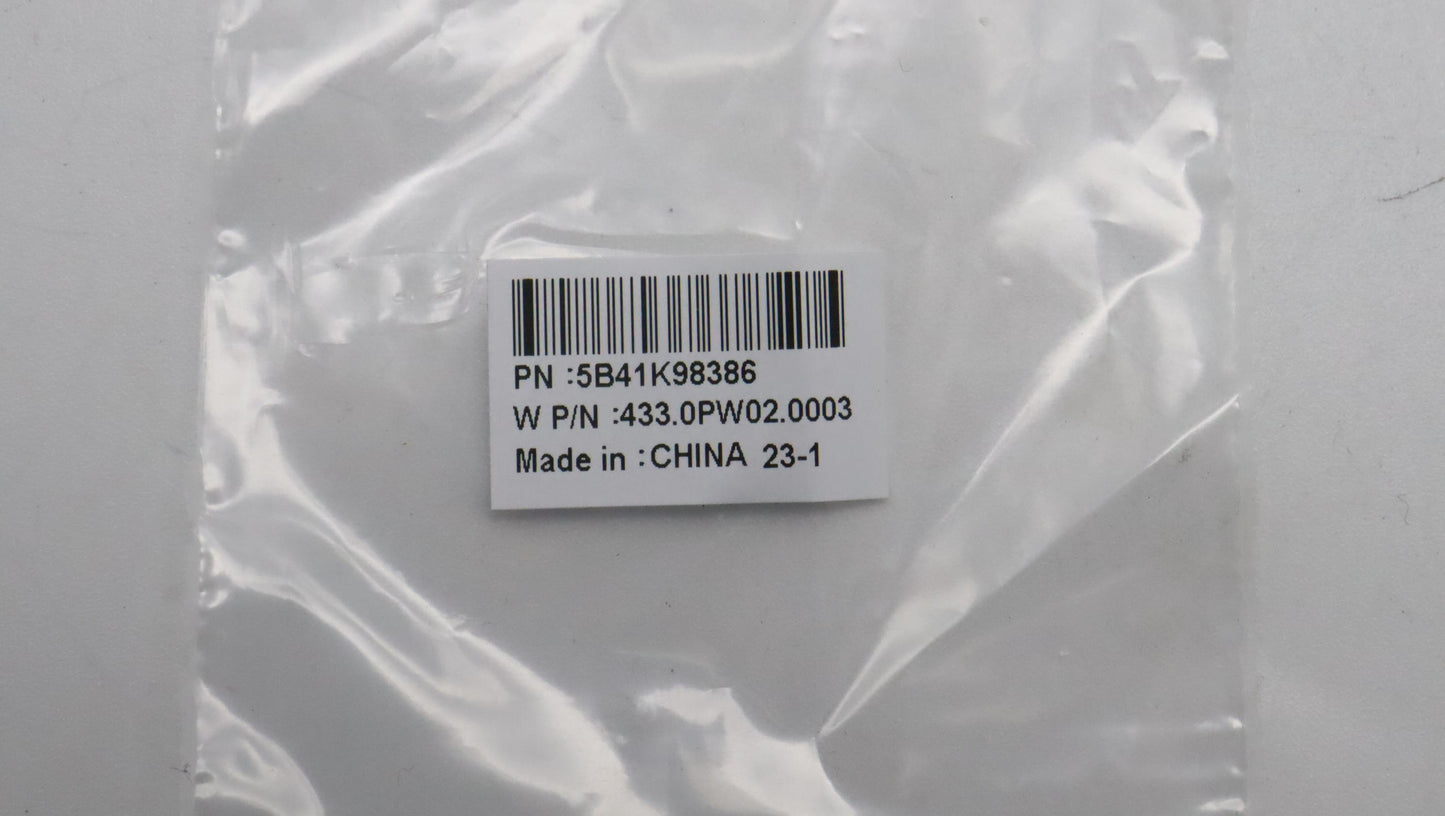 PN :5B41K98386
W P/N :433.0PW02.0003
Made in :CHINA 23-1